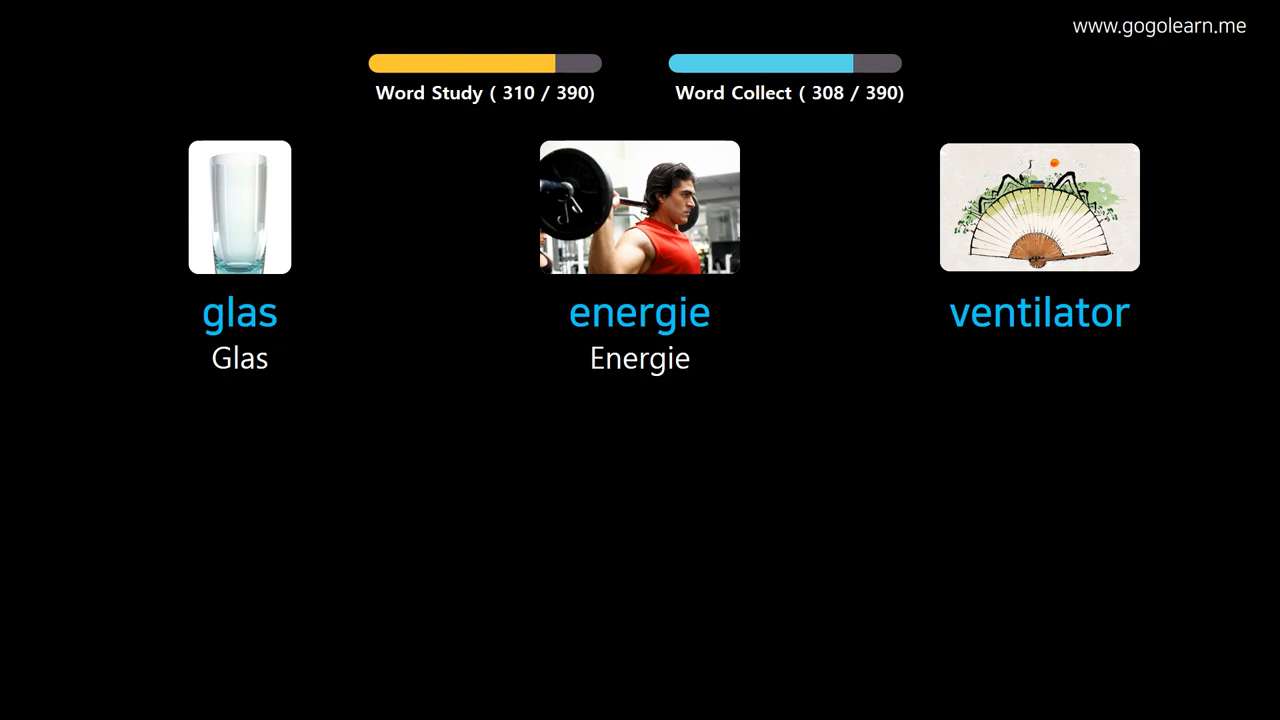 www.gogolearn.me
Word Study ( 310 / 390)
Word Collect ( 308 / 390)
glas
energie
ventilator
Glas
Energie